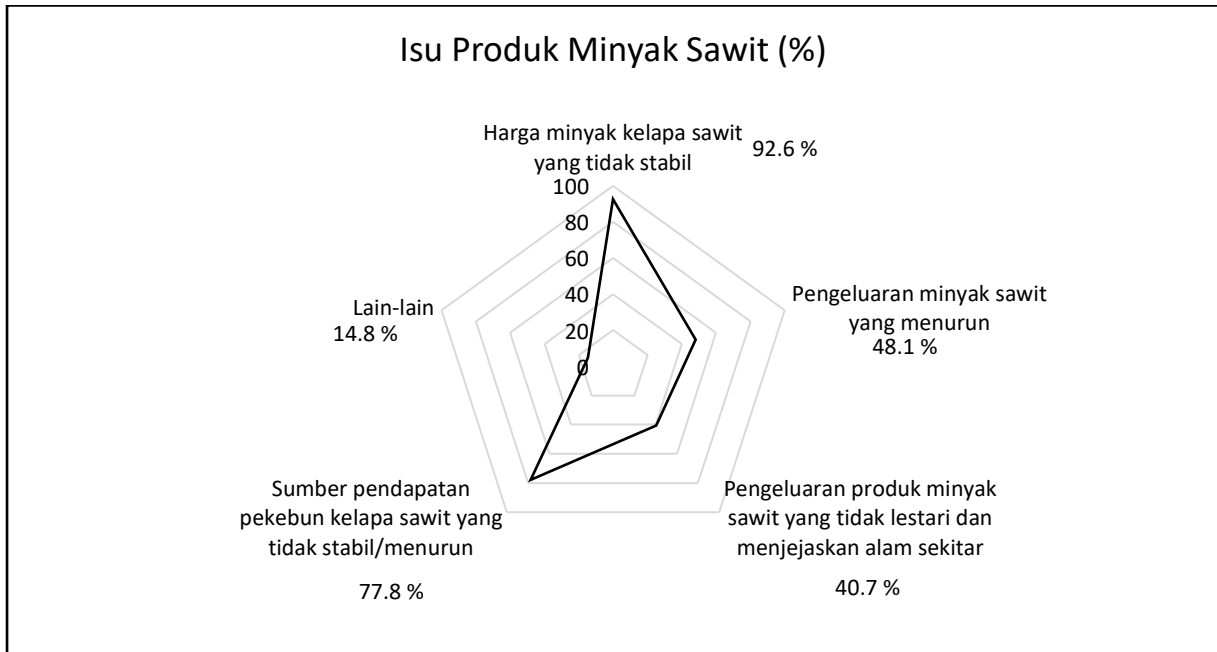 Isu Produk Minyak Sawit (%)
Harga minyak kelapa sawit
yang tidak stabil
92.6 %
100
80
60
40
20
0
Pengeluaran minyak sawit
yang menurun
48.1 %
Pengeluaran produk minyak
sawit yang tidak lestari dan
menjejaskan alam sekitar
40.7 %
Sumber pendapatan
pekebun kelapa sawit yang
tidak stabil/menurun
77.8 %
Lain-lain
14.8 %